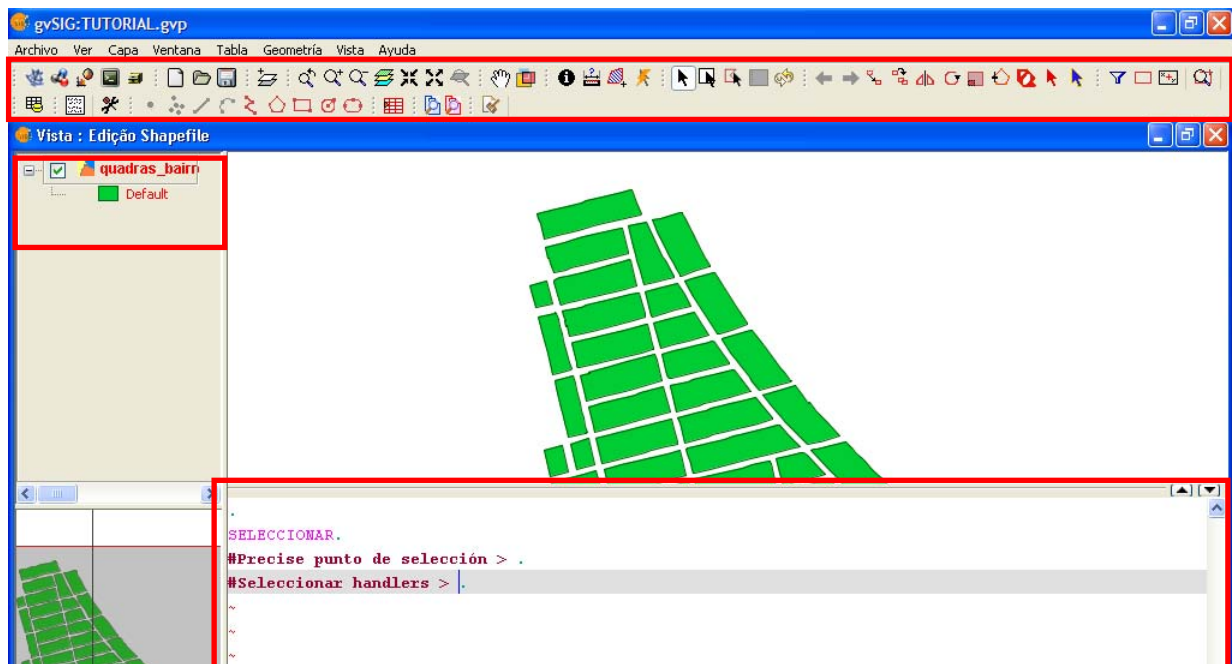 gvSIG:TUTORIAL.gvp
Archivo Ver Capa Ventana Tabla Geometría Vista Ayuda
Vista : Edição Shapefile
quadras_bairr
Default
.
SELECCIONAR.
#Precise punto de selección > .
#Seleccionar handlers > .
~
~
~